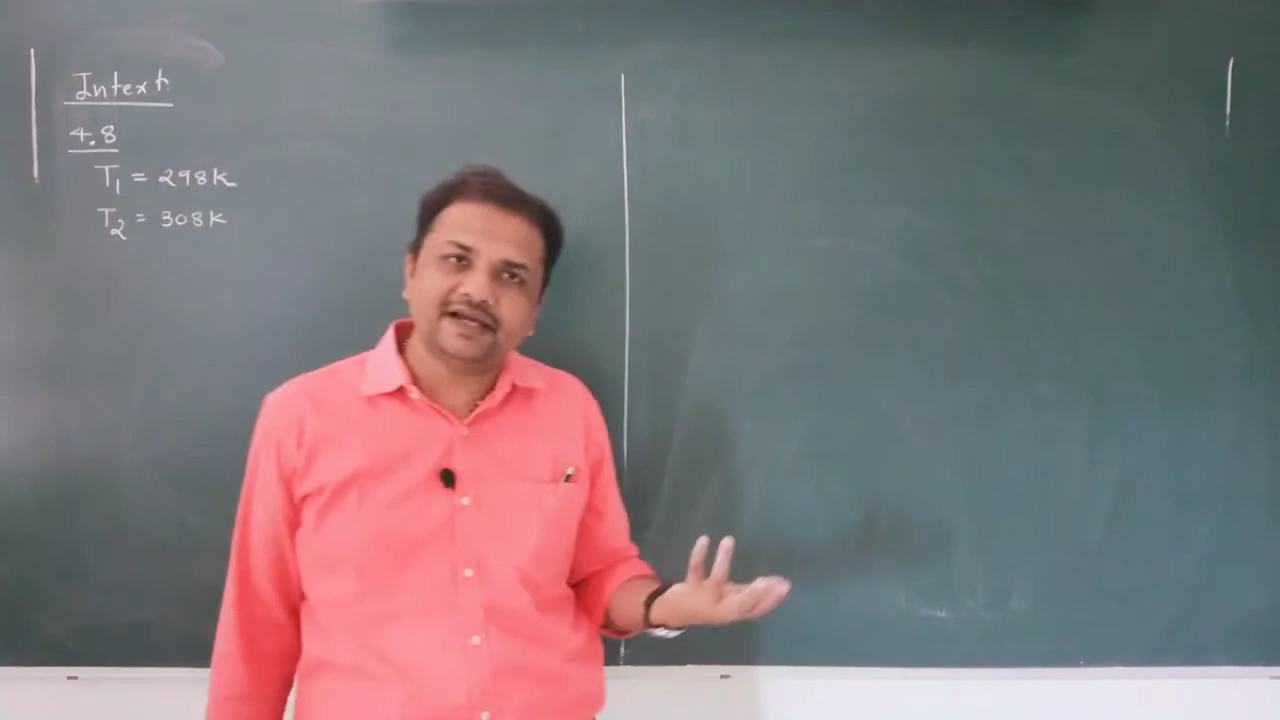 Intext
4.8
T₁ = 298K
T₂ = 308K